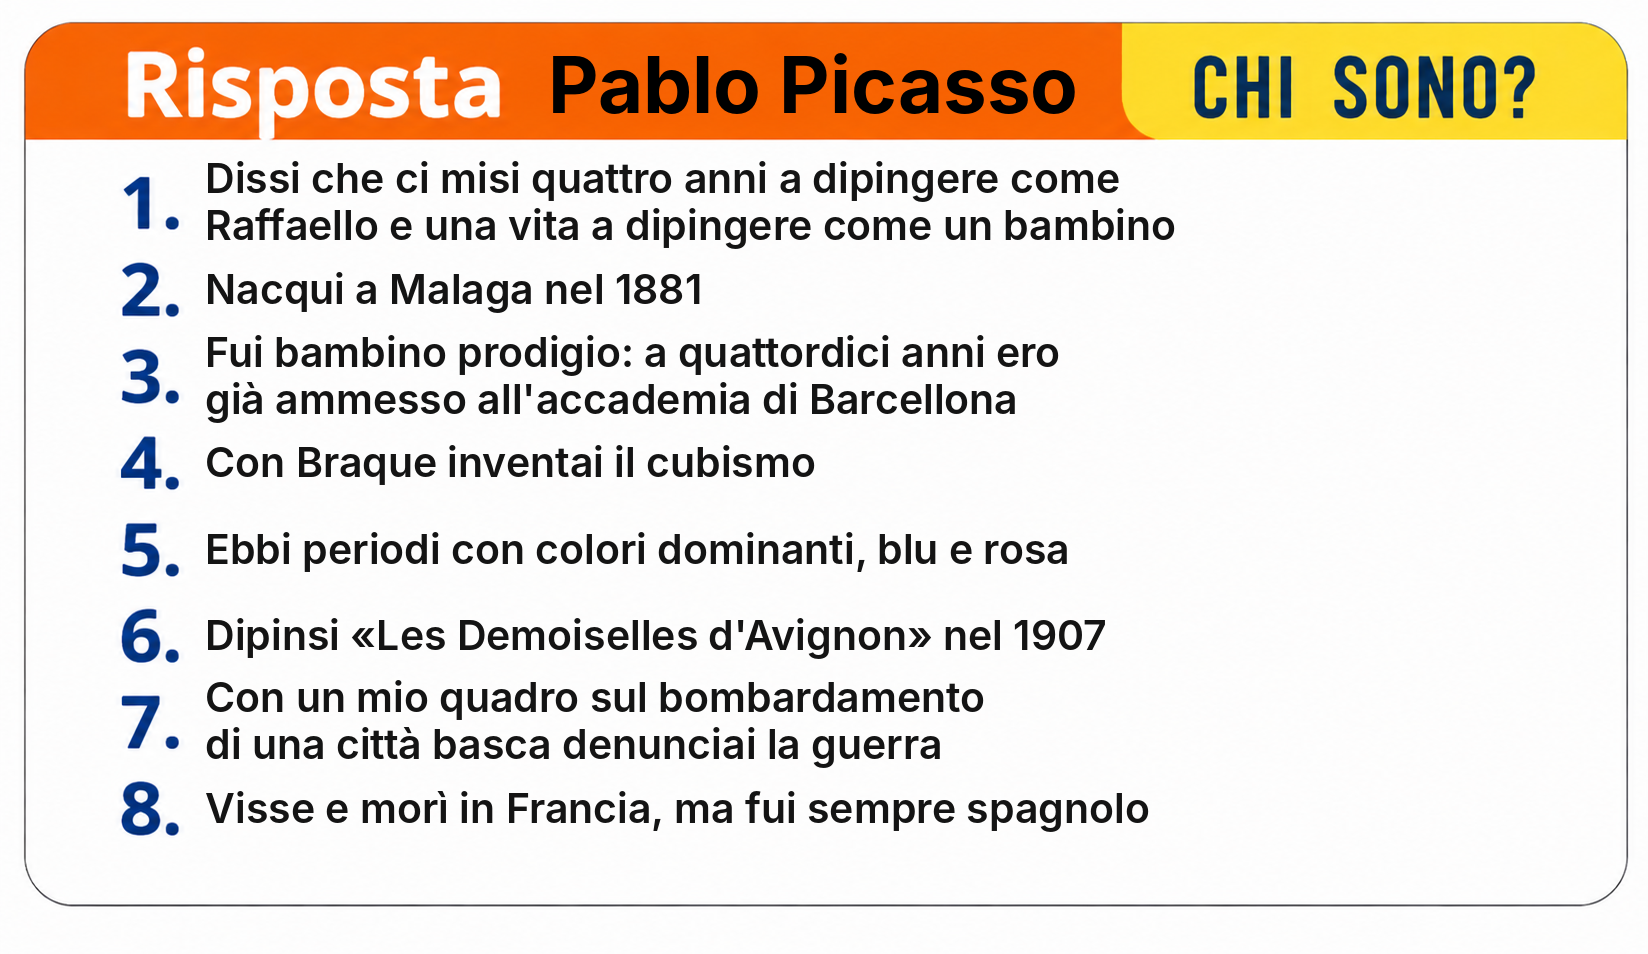 Risposta Pablo Picasso CHI SONO?
1. Dissi che ci misi quattro anni a dipingere come
Raffaello e una vita a dipingere come un bambino
2. Nacqui a Malaga nel 1881
3. Fui bambino prodigio: a quattordici anni ero
già ammesso all'accademia di Barcellona
4. Con Braque inventai il cubismo
5. Ebbi periodi con colori dominanti, blu e rosa
6. Dipinsi «Les Demoiselles d'Avignon» nel 1907
7. Con un mio quadro sul bombardamento
di una città basca denunciai la guerra
8. Visse e morì in Francia, ma fui sempre spagnolo